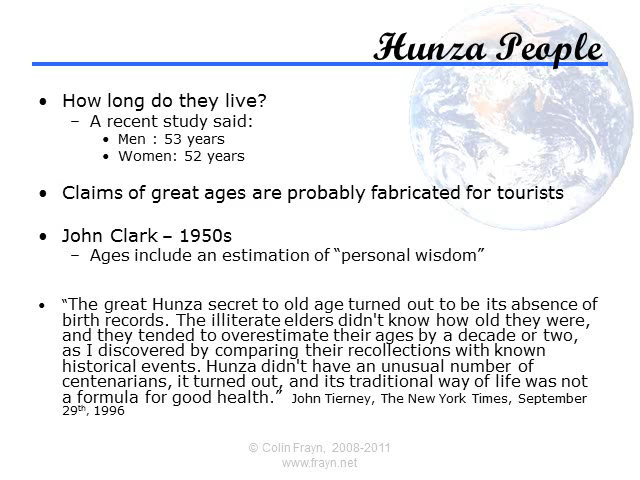 Hunza People
• How long do they live?
– A recent study said:
• Men : 53 years
• Women: 52 years
• Claims of great ages are probably fabricated for tourists
• John Clark – 1950s
– Ages include an estimation of “personal wisdom”
• “The great Hunza secret to old age turned out to be its absence of
birth records. The illiterate elders didn't know how old they were,
and they tended to overestimate their ages by a decade or two,
as I discovered by comparing their recollections with known
historical events. Hunza didn't have an unusual number of
centenarians, it turned out, and its traditional way of life was not
a formula for good health.” John Tierney, The New York Times, September
29th, 1996
© Colin Frayn, 2008-2011
www.frayn.net